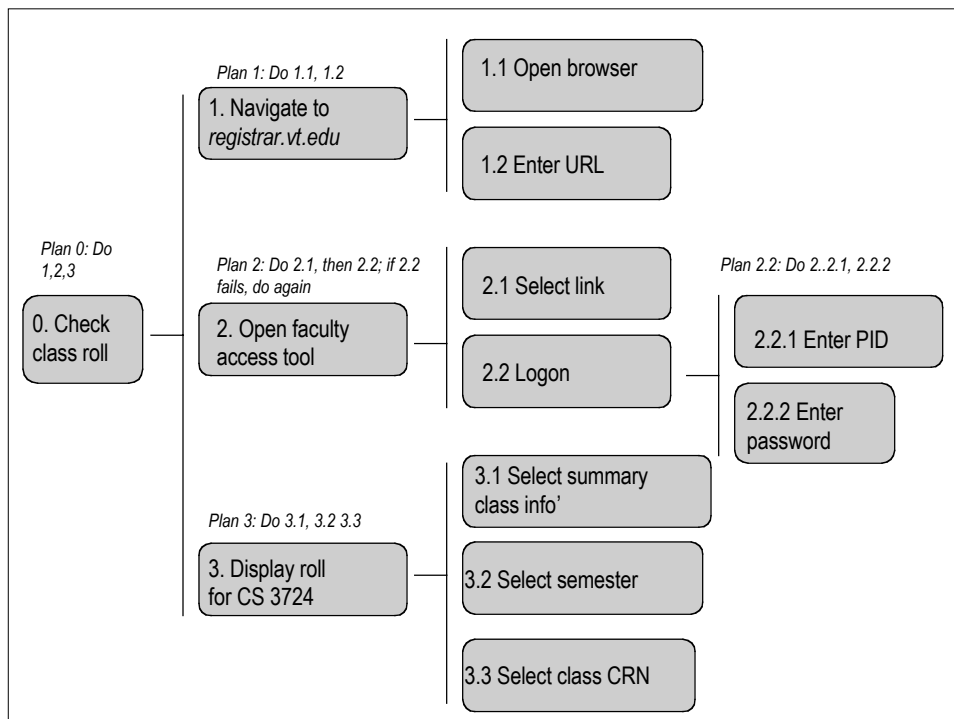 Plan 1: Do 1.1, 1.2
1. Navigate to
registrar.vt.edu
1.1 Open browser
1.2 Enter URL
Plan 0: Do
1,2,3
0. Check
class roll
Plan 2: Do 2.1, then 2.2; if 2.2
fails, do again
2. Open faculty
access tool
2.1 Select link
2.2 Logon
Plan 2.2: Do 2..2.1, 2.2.2
2.2.1 Enter PID
2.2.2 Enter
password
Plan 3: Do 3.1, 3.2 3.3
3. Display roll
for CS 3724
3.1 Select summary
class info’
3.2 Select semester
3.3 Select class CRN